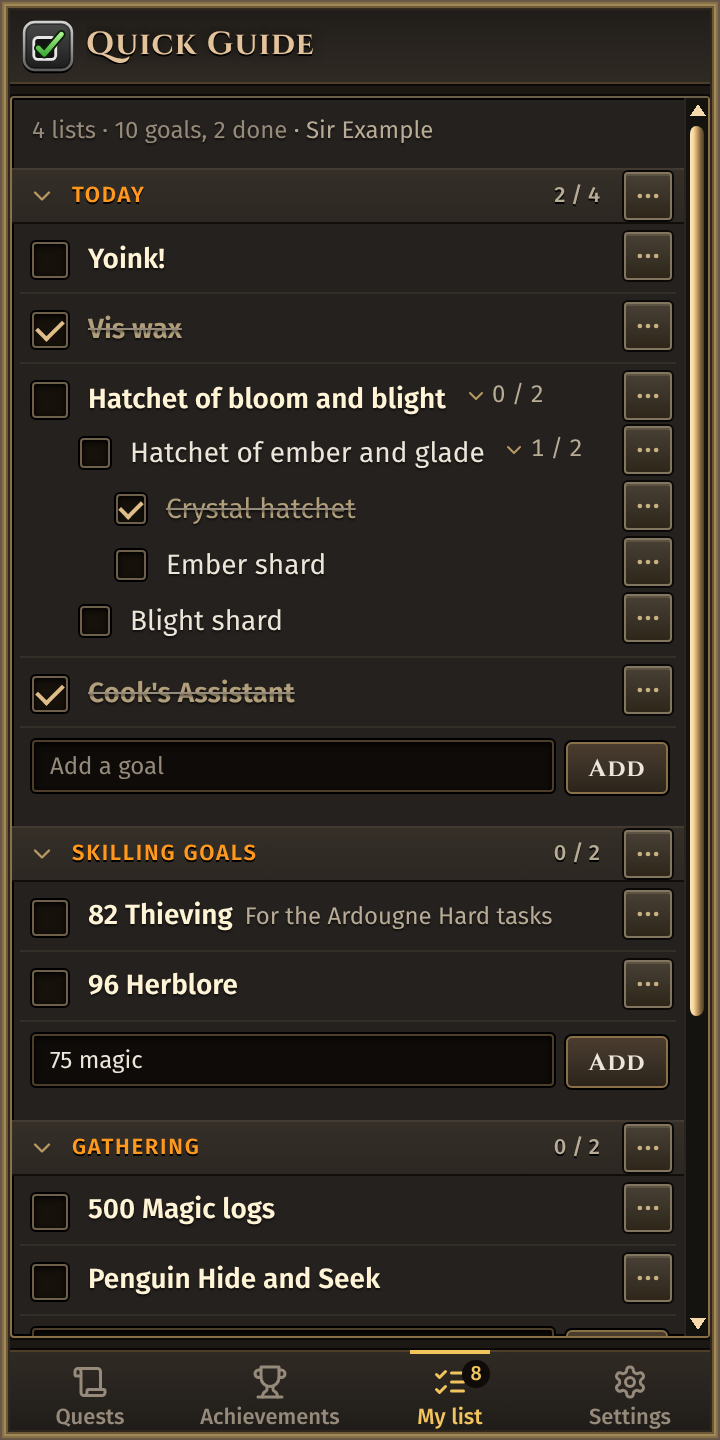 Quick Guide
4 lists · 10 goals, 2 done · Sir Example
TODAY 2 / 4
Yoink!
Vis wax
Hatchet of bloom and blight 0 / 2
Hatchet of ember and glade 1 / 2
Crystal hatchet
Ember shard
Blight shard
Cook's Assistant
Add a goal ADD
SKILLING GOALS 0 / 2
82 Thieving For the Ardougne Hard tasks
96 Herblore
75 magic ADD
GATHERING 0 / 2
500 Magic logs
Penguin Hide and Seek
8
Quests Achievements My list Settings